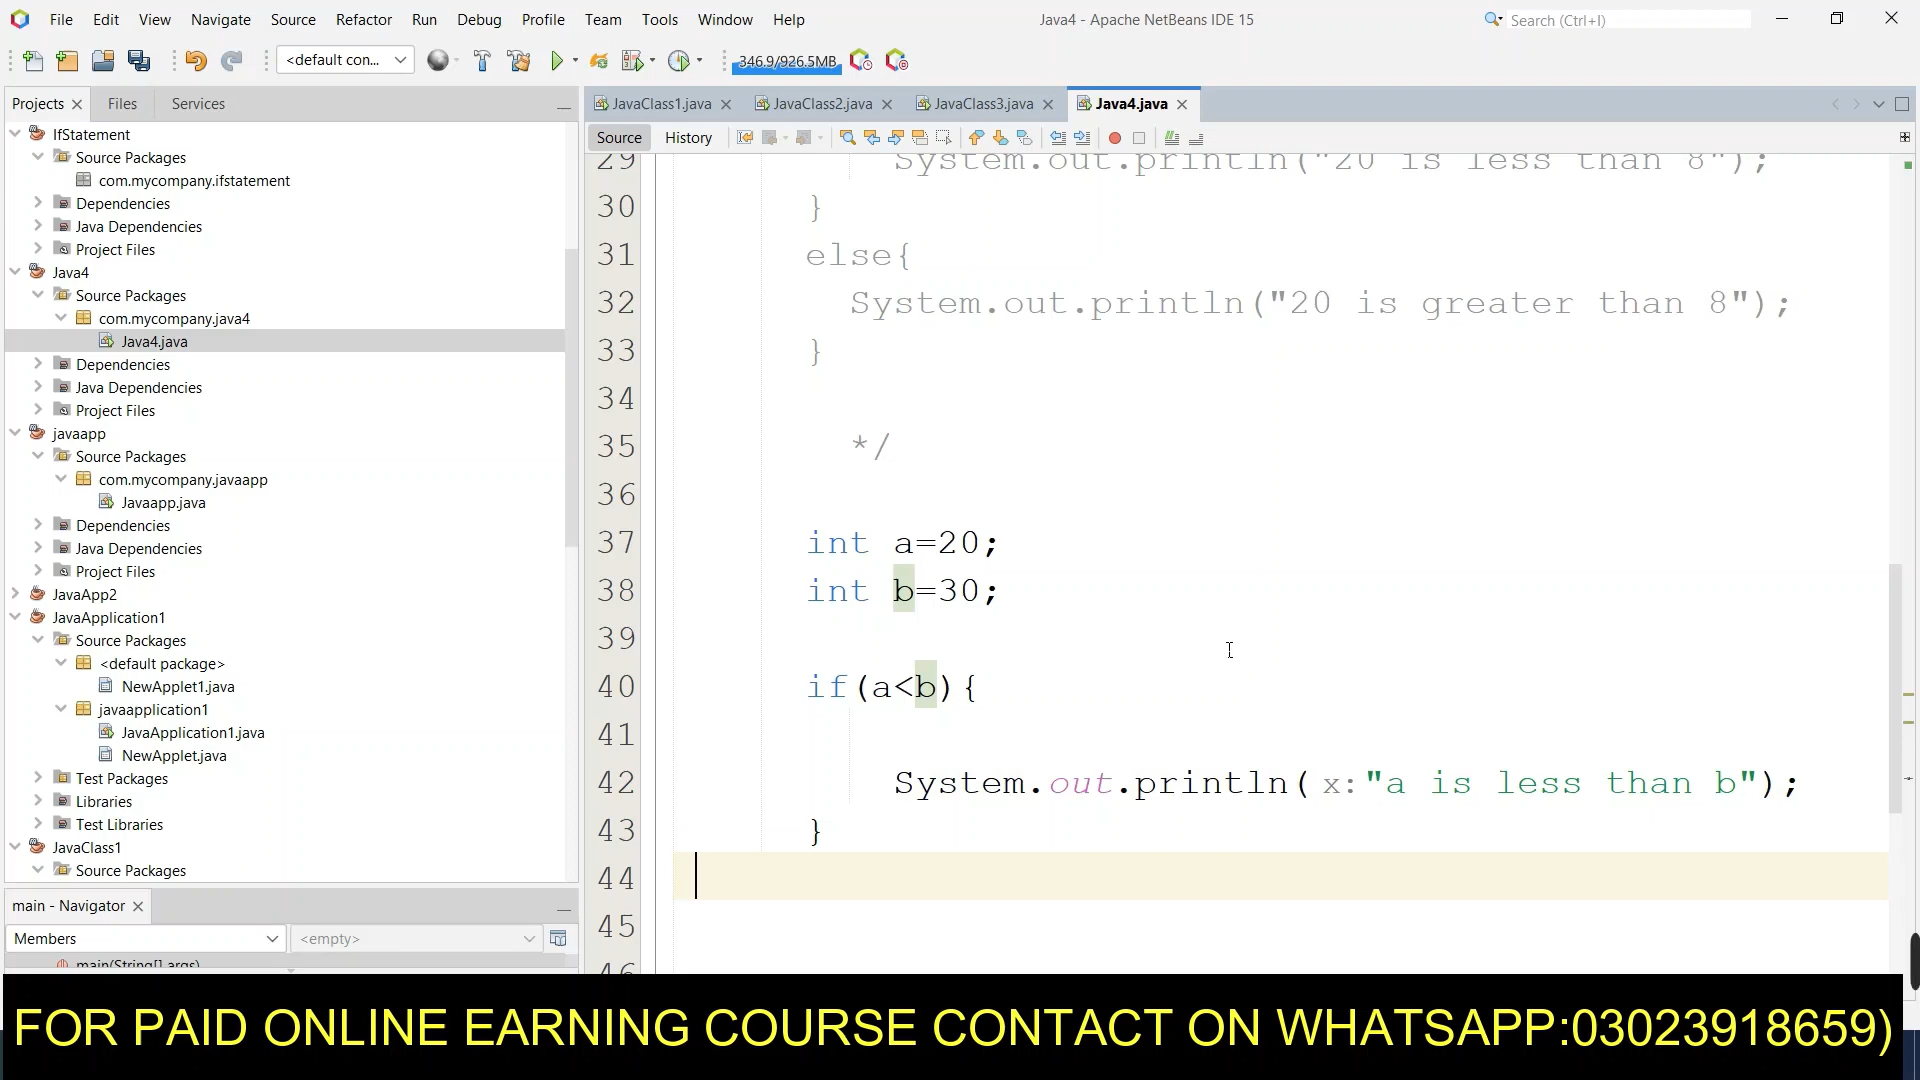 File Edit View Navigate Source Refactor Run Debug Profile Team Tools Window Help
Java4 - Apache NetBeans IDE 15
Search (Ctrl+I)
<default con...
346.9/926.5MB
Projects Files Services
IfStatement
Source Packages
com.mycompany.ifstatement
Dependencies
Java Dependencies
Project Files
Java4
Source Packages
com.mycompany.java4
Java4.java
Dependencies
Java Dependencies
Project Files
javaapp
Source Packages
com.mycompany.javaapp
Javaapp.java
Dependencies
Java Dependencies
Project Files
JavaApp2
JavaApplication1
Source Packages
<default package>
NewApplet1.java
javaapplication1
JavaApplication1.java
NewApplet.java
Test Packages
Libraries
Test Libraries
JavaClass1
Source Packages
main - Navigator
Members
<empty>
main(String[] args)
JavaClass1.java JavaClass2.java JavaClass3.java Java4.java
Source History
29 System.out.println("20 is less than 8");
30 }
31 else{
32 System.out.println("20 is greater than 8");
33 }
34
35 */
36
37 int a=20;
38 int b=30;
39
40 if(a<b){
41
42 System.out.println( x:"a is less than b");
43 }
44
45
46
FOR PAID ONLINE EARNING COURSE CONTACT ON WHATSAPP:03023918659)